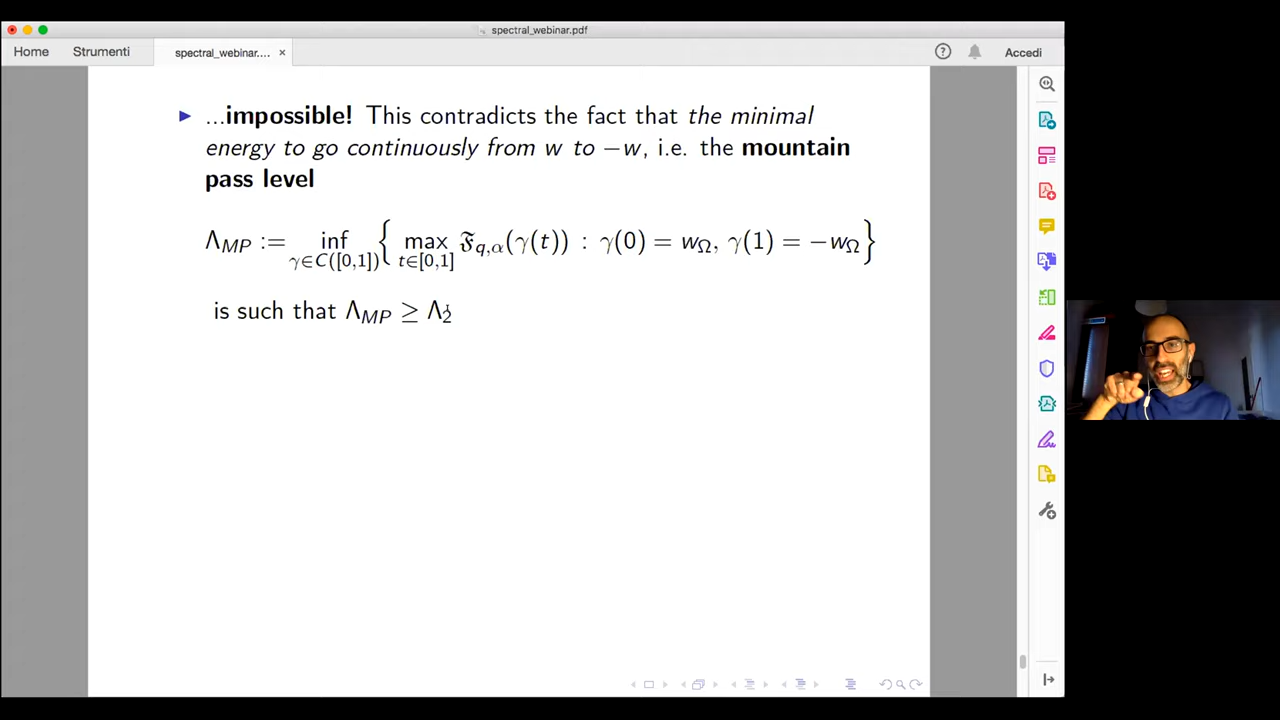 spectral_webinar.pdf
Home Strumenti spectral_webinar.... × Accedi
► ...impossible! This contradicts the fact that the minimal
energy to go continuously from w to −w, i.e. the mountain
pass level
Λ_MP := inf_{γ∈C([0,1])} { max_{t∈[0,1]} 𝔉_{q,α}(γ(t)) : γ(0) = w_Ω, γ(1) = −w_Ω }
is such that Λ_MP ≥ Λ_2